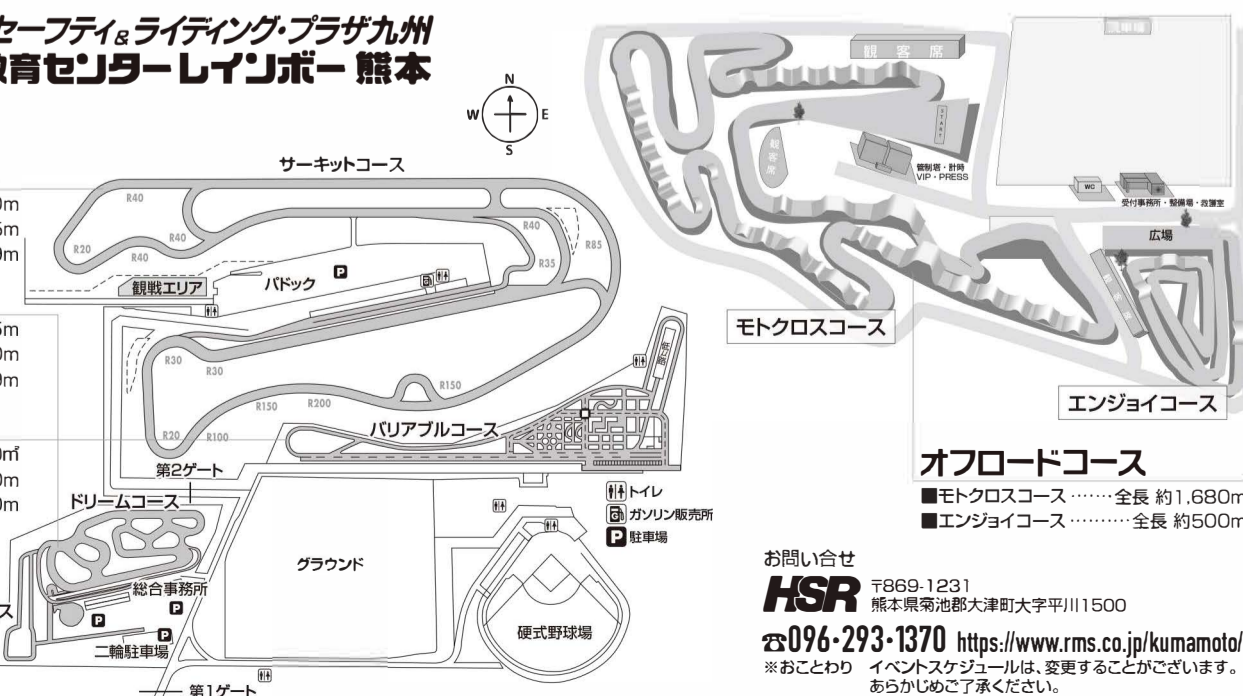 セーフティ&ライディング・プラザ九州
育センターレインボー 熊本
N
W
E
S
サーキットコース
R40
R20
R40
R40
R40
R35
R85
観戦エリア
パドック
P
R30
R30
R150
R200
R150
R20
R100
バリアブルコース
第2ゲート
ドリームコース
総合事務所
P
P
二輪駐車場
第1ゲート
グラウンド
硬式野球場
トイレ
ガソリン販売所
P 駐車場
観客席
START
観客席
管制塔・計時
VIP・PRESS
洗車場
WC
受付事務所・整備場・救護室
広場
観客席
モトクロスコース
エンジョイコース
オフロードコース
■モトクロスコース……全長 約1,680m
■エンジョイコース………全長 約500m
お問い合せ
HSR
〒869-1231
熊本県菊池郡大津町大字平川1500
☎096・293・1370 https://www.rms.co.jp/kumamoto/
※おことわり イベントスケジュールは、変更することがございます。
あらかじめご了承ください。